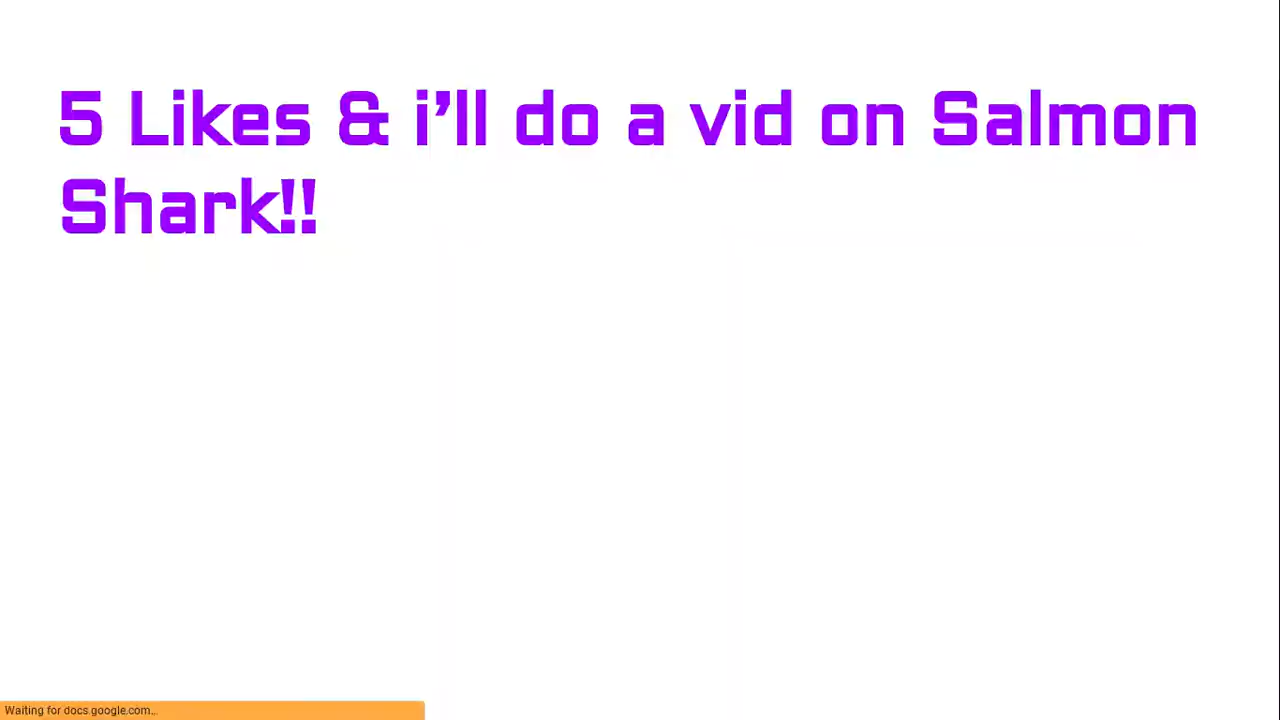 5 Likes & i’ll do a vid on Salmon
Shark!!
Waiting for docs.google.com...